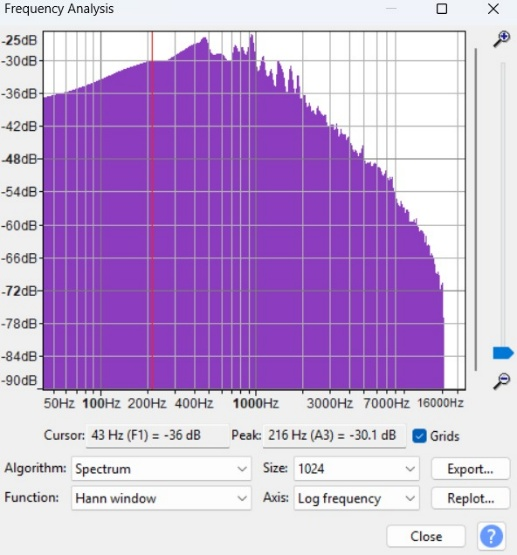 Frequency Analysis
-25dB
-30dB
-36dB
-42dB
-48dB
-54dB
-60dB
-66dB
-72dB
-78dB
-84dB
-90dB
50Hz 100Hz 200Hz 400Hz 1000Hz 3000Hz 7000Hz 16000Hz
Cursor: 43 Hz (F1) = -36 dB Peak: 216 Hz (A3) = -30.1 dB Grids
Algorithm: Spectrum Size: 1024 Export...
Function: Hann window Axis: Log frequency Replot...
Close ?